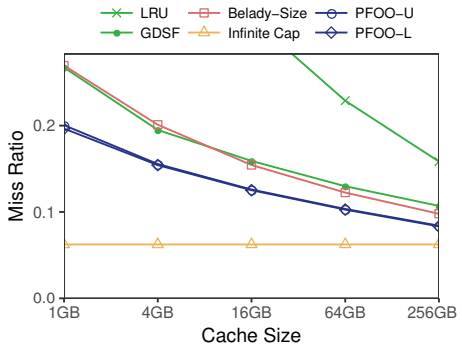 LRU Belady−Size PFOO−U
GDSF Infinite Cap PFOO−L
Miss Ratio
0.2
0.1
0.0
1GB 4GB 16GB 64GB 256GB
Cache Size